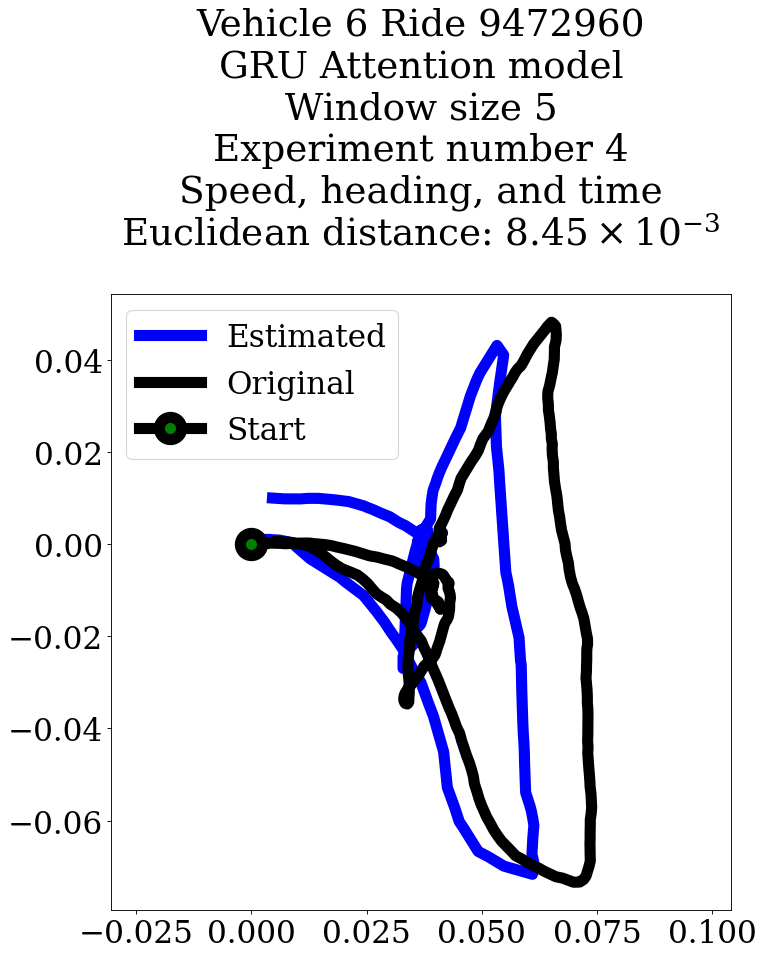 Vehicle 6 Ride 9472960
GRU Attention model
Window size 5
Experiment number 4
Speed, heading, and time
Euclidean distance: 8.45 × 10⁻³
Estimated
Original
Start
0.04
0.02
0.00
−0.02
−0.04
−0.06
−0.025 0.000 0.025 0.050 0.075 0.100